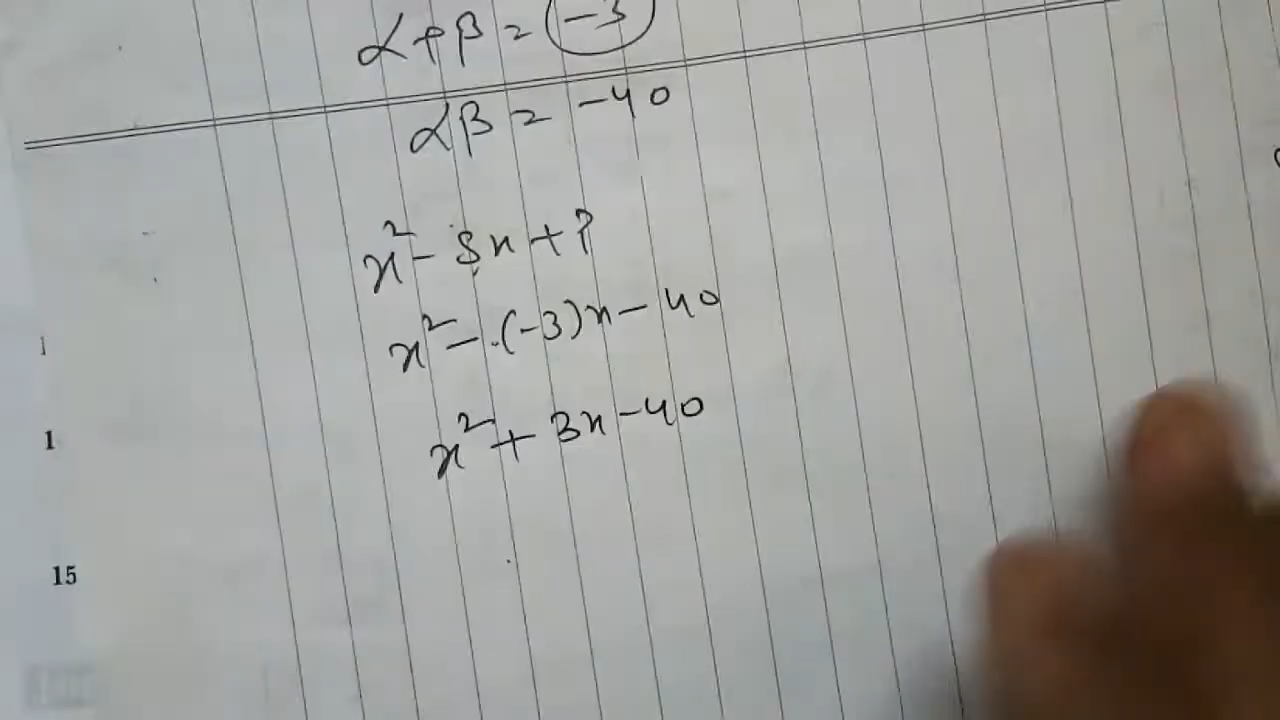 α+β = -3
αβ = -40
x² - Sx + P
x² - (-3)x - 40
1
x² + 3x - 40
1
15